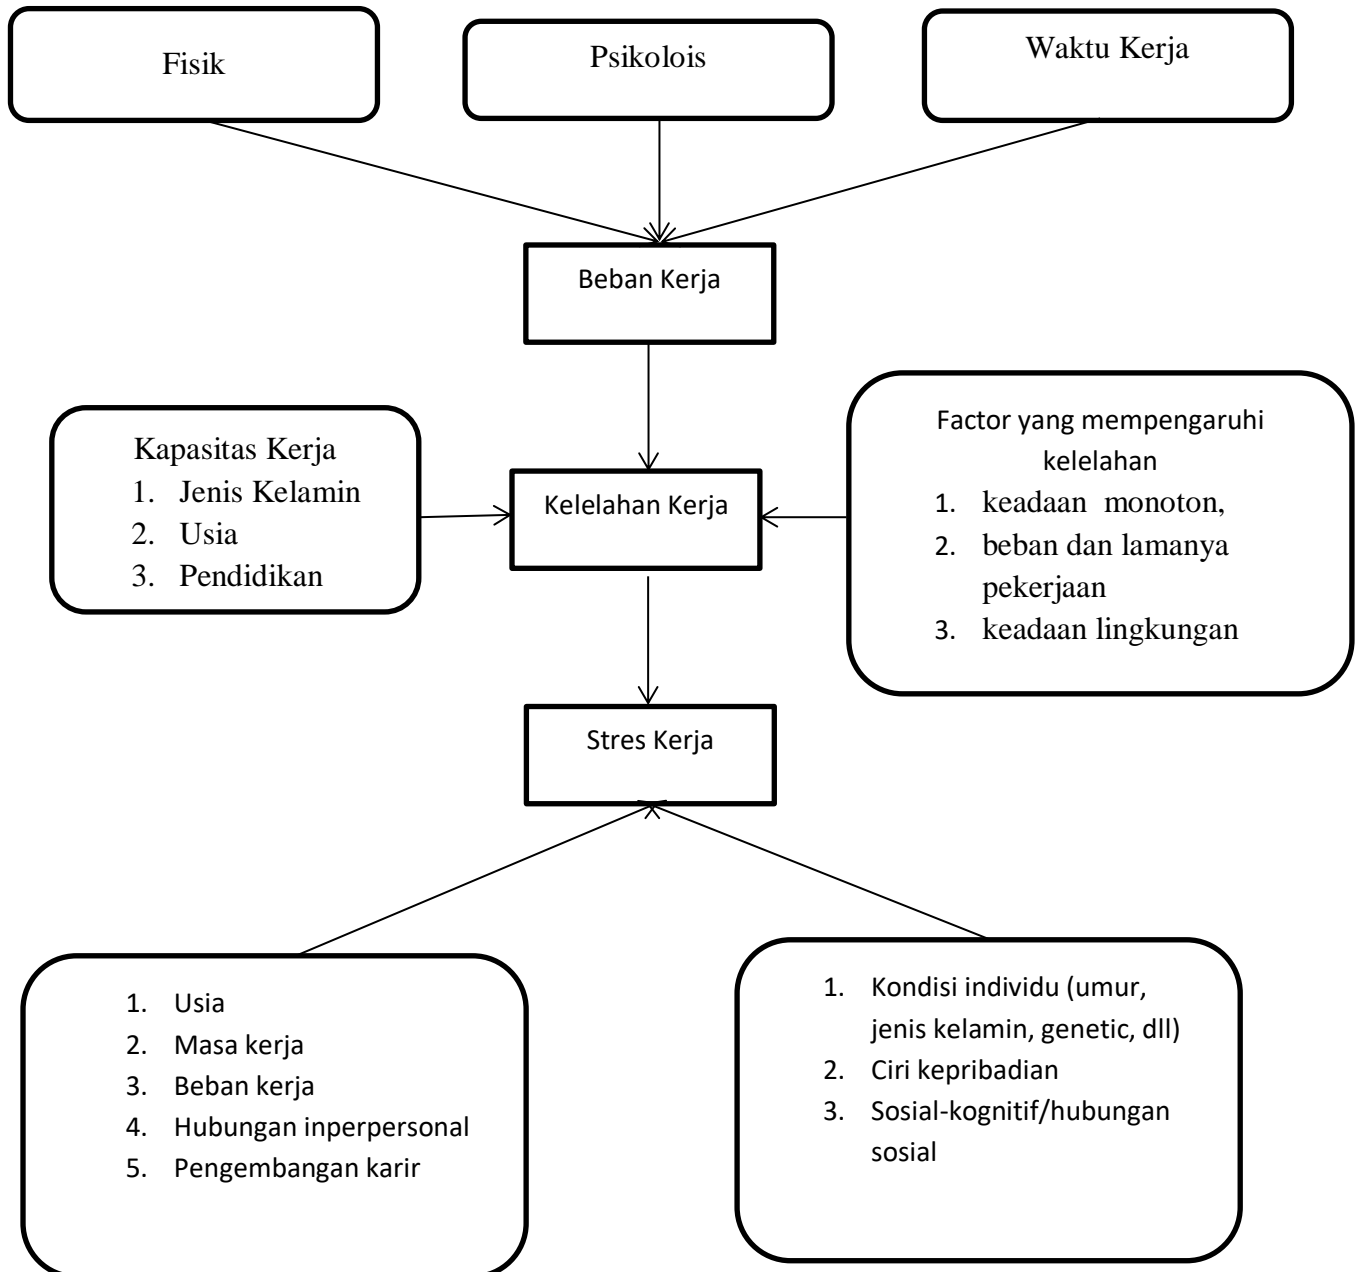 Fisik
Psikolois
Waktu Kerja
Beban Kerja
Kapasitas Kerja
1. Jenis Kelamin
2. Usia
3. Pendidikan
Kelelahan Kerja
Factor yang mempengaruhi
kelelahan
1. keadaan monoton,
2. beban dan lamanya
pekerjaan
3. keadaan lingkungan
Stres Kerja
1. Usia
2. Masa kerja
3. Beban kerja
4. Hubungan inperpersonal
5. Pengembangan karir
1. Kondisi individu (umur,
jenis kelamin, genetic, dll)
2. Ciri kepribadian
3. Sosial-kognitif/hubungan
sosial